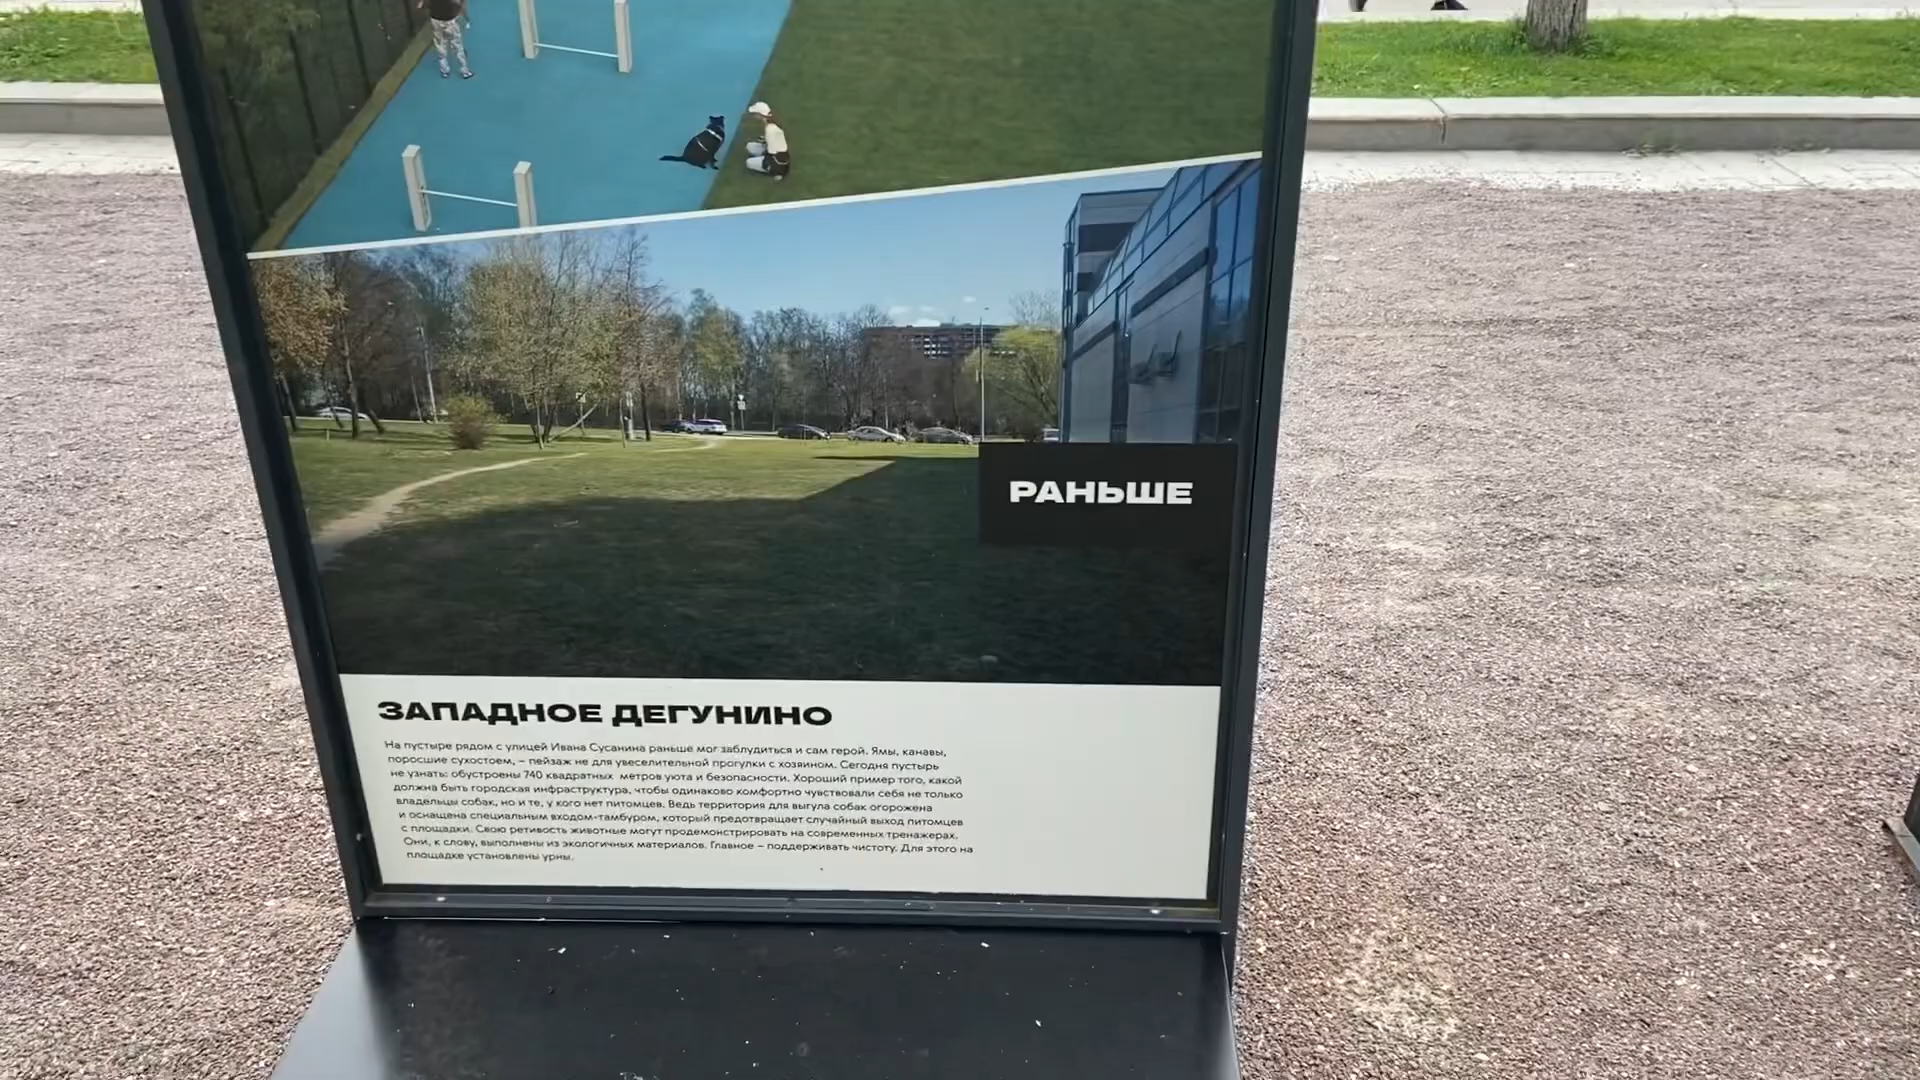 РАНЬШЕ
ЗАПАДНОЕ ДЕГУНИНО
На пустыре рядом с улицей Ивана Сусанина раньше мог заблудиться и сам герой. Ямы, канавы,
поросшие сухостоем, – пейзаж не для увеселительной прогулки с хозяином. Сегодня пустырь
не узнать: обустроены 740 квадратных метров уюта и безопасности. Хороший пример того, какой
должна быть городская инфраструктура, чтобы одинаково комфортно чувствовали себя не только
владельцы собак, но и те, у кого нет питомцев. Ведь территория для выгула собак огорожена
и оснащена специальным входом-тамбуром, который предотвращает случайный выход питомцев
с площадки. Свою ретивость животные могут продемонстрировать на современных тренажерах.
Они, к слову, выполнены из экологичных материалов. Главное – поддерживать чистоту. Для этого на
площадке установлены урны.